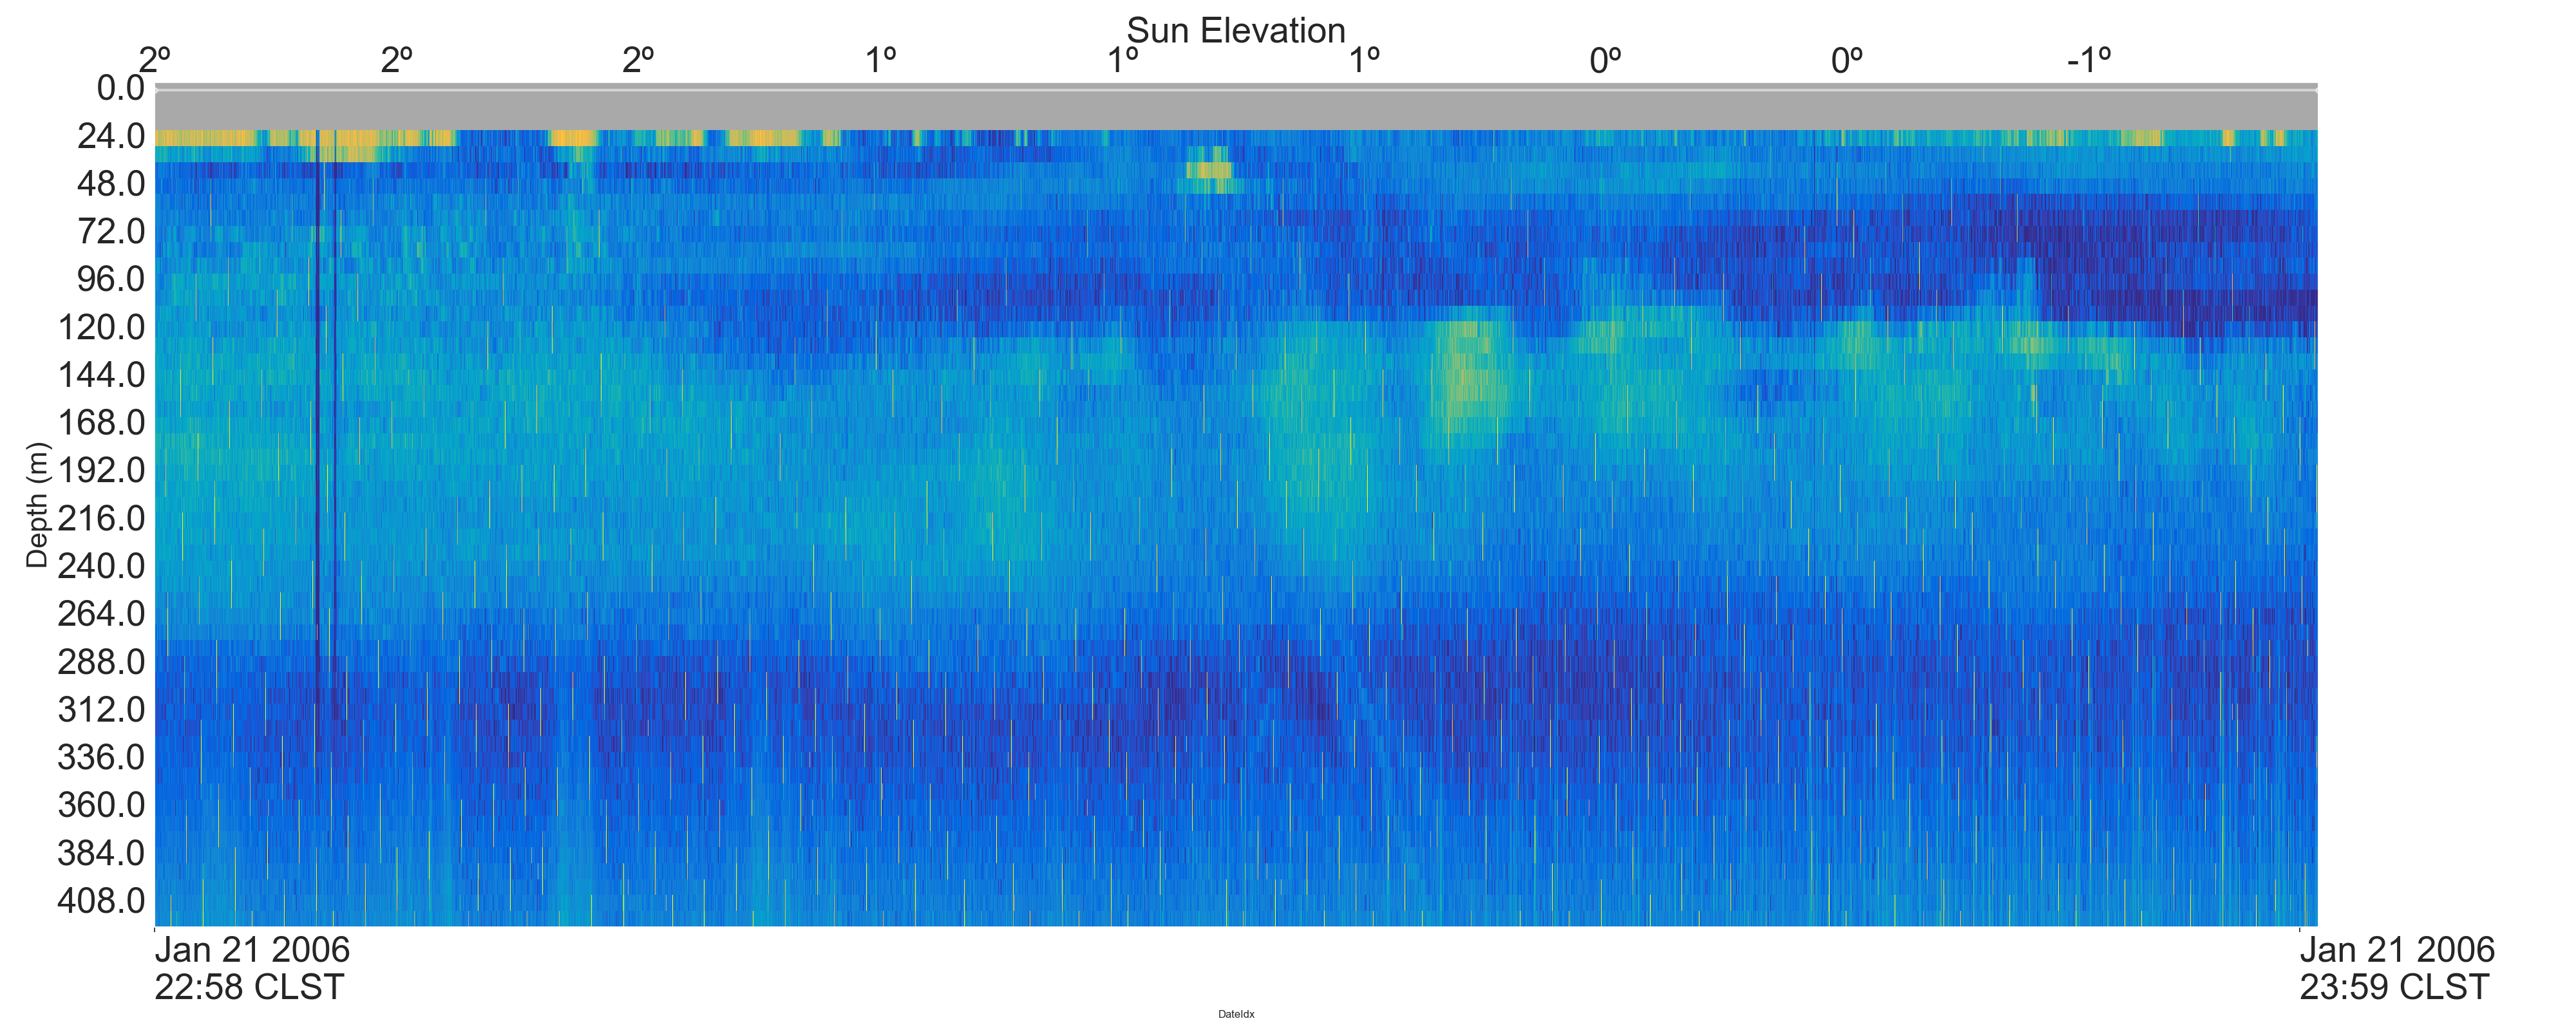 Sun Elevation
2º 2º 2º 1º 1º 1º 0º 0º -1º
0.0
24.0
48.0
72.0
96.0
120.0
144.0
168.0
192.0
216.0
240.0
264.0
288.0
312.0
336.0
360.0
384.0
408.0
Depth (m)
Jan 21 2006
22:58 CLST
Jan 21 2006
23:59 CLST
DateIdx